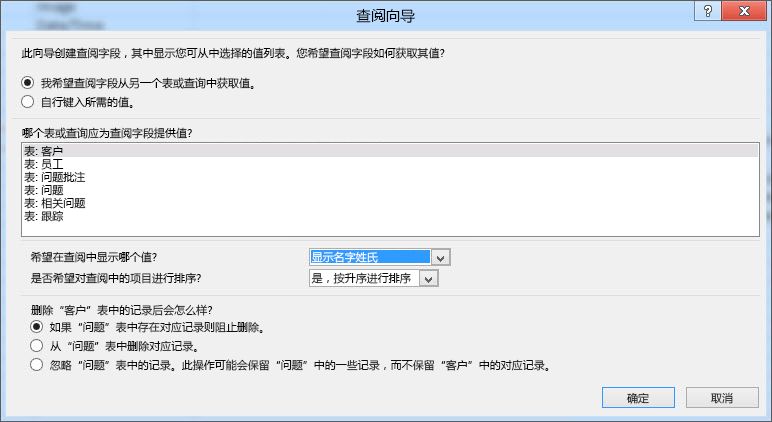 查阅向导
?
此向导创建查阅字段，其中显示您可从中选择的值列表。您希望查阅字段如何获取其值?
我希望查阅字段从另一个表或查询中获取值。
自行键入所需的值。
哪个表或查询应为查阅字段提供值?
表: 客户
表: 员工
表: 问题批注
表: 问题
表: 相关问题
表: 跟踪
希望在查阅中显示哪个值?
显示名字姓氏
是否希望对查阅中的项目进行排序?
是，按升序进行排序
删除“客户”表中的记录后会怎么样?
如果“问题”表中存在对应记录则阻止删除。
从“问题”表中删除对应记录。
忽略“问题”表中的记录。此操作可能会保留“问题”中的一些记录，而不保留“客户”中的对应记录。
确定
取消